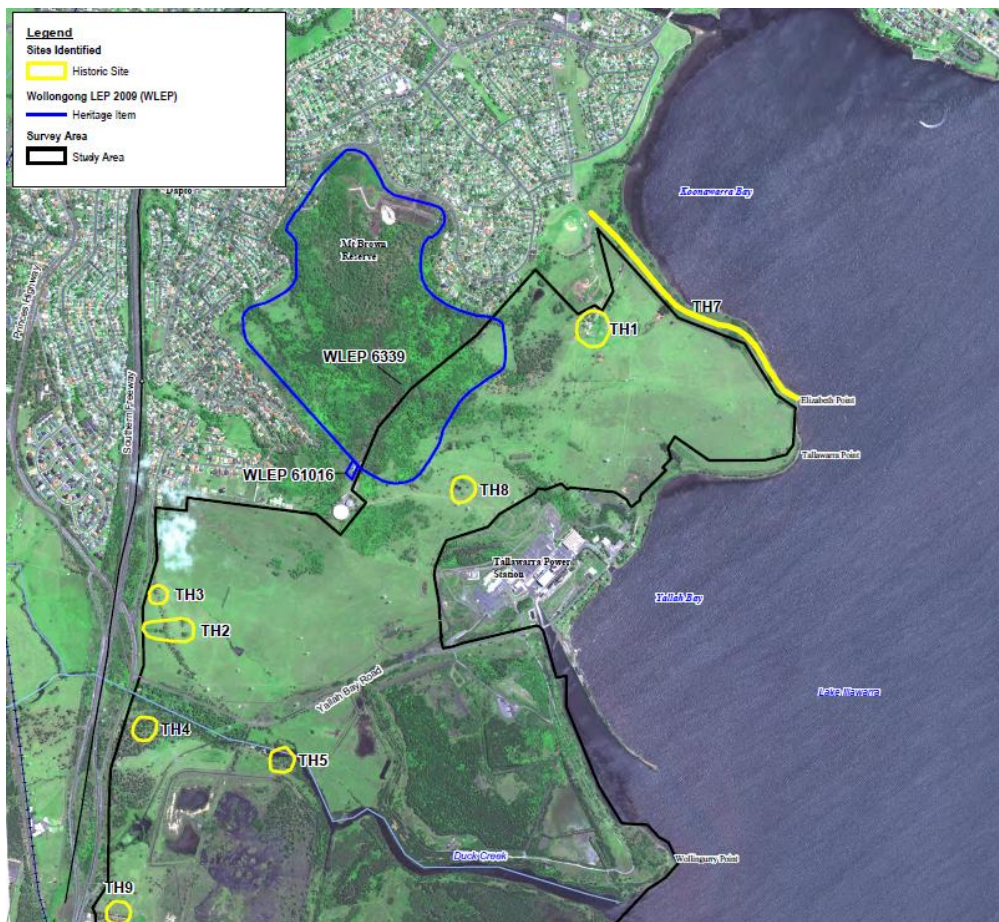 Legend
Sites Identified
Historic Site
Wollongong LEP 2009 (WLEP)
Heritage Item
Survey Area
Study Area
Dapto
Koonawarra Bay
Mt Brown
Reserve
Princes Highway
TH7
TH1
WLEP 6339
Southern Freeway
Elizabeth Point
Tallawarra Point
WLEP 61016
TH8
Tallawarra Power
Station
TH3
Yallah Bay
TH2
Yallah Bay Road
Lake Illawarra
TH4
TH5
Duck Creek
Wollingurry Point
TH9